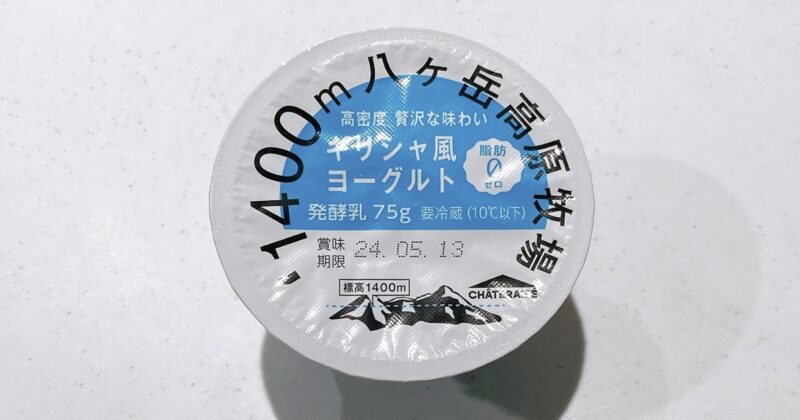 1400m八ヶ岳高原牧場
高密度 贅沢な味わい
ギリシャ風
ヨーグルト
脂肪
0
ゼロ
発酵乳 75g 要冷蔵(10℃以下)
賞味
期限
24. 05. 13
標高1400m
CHATERAISÉ